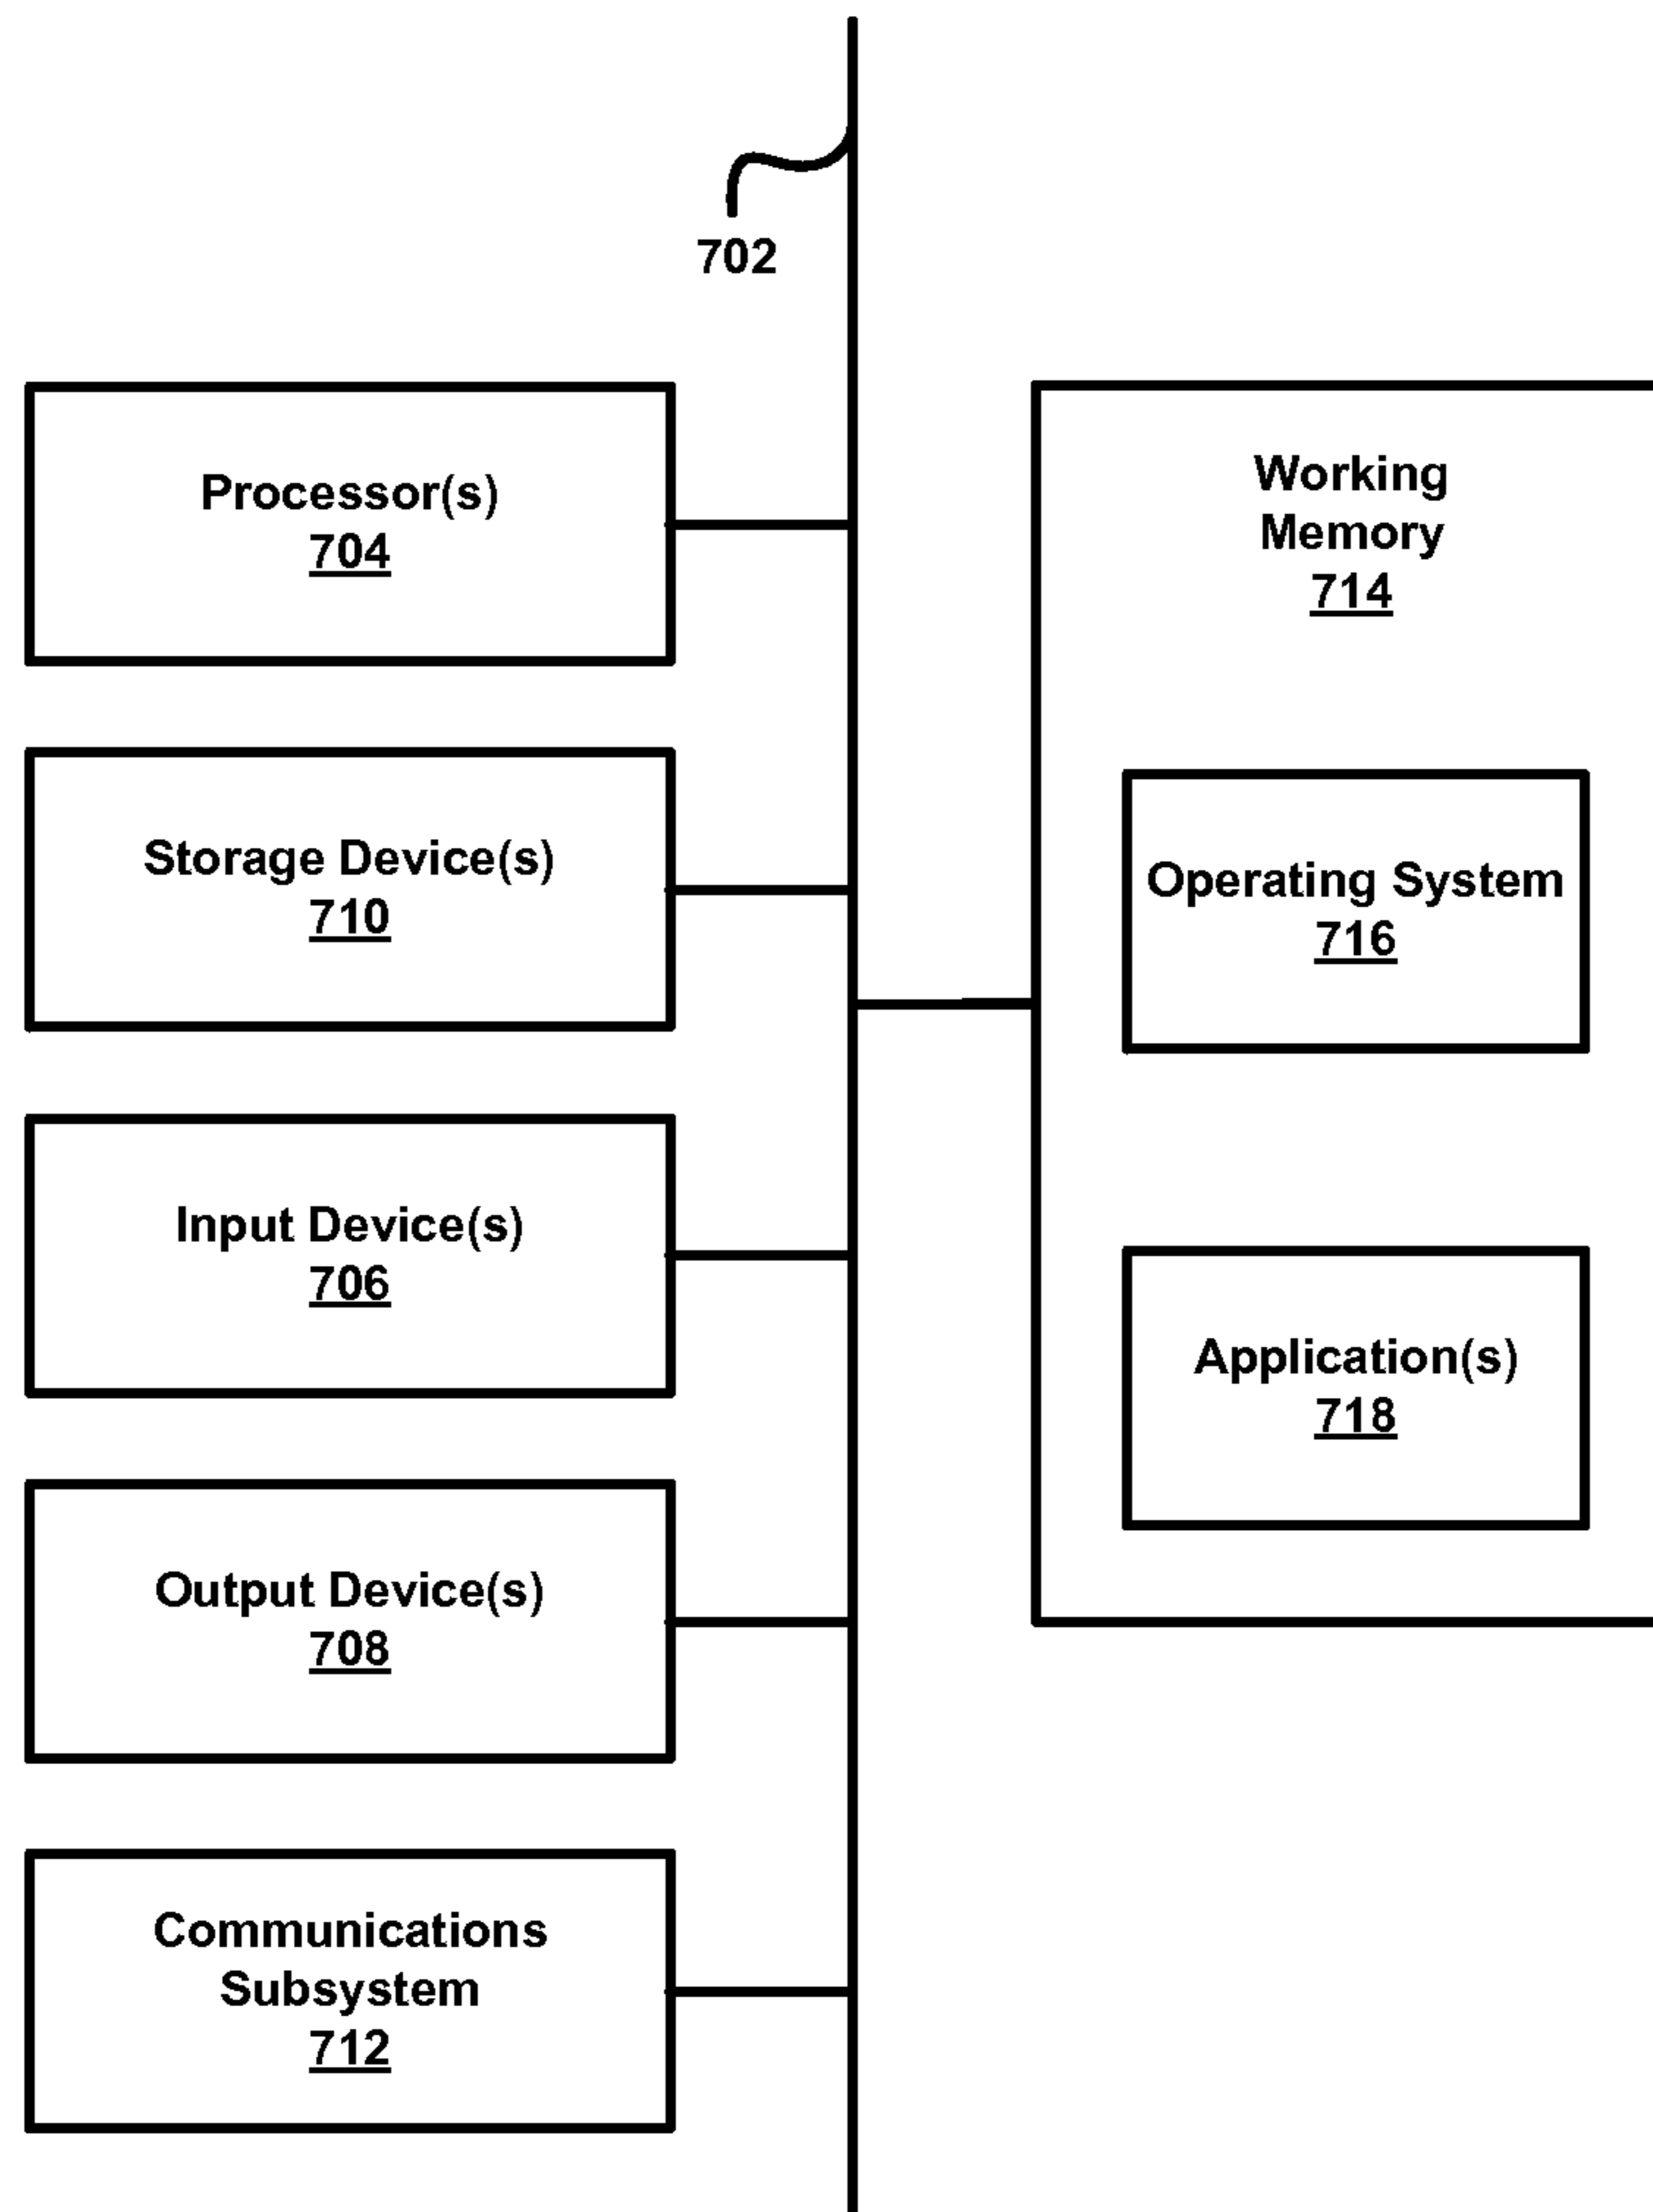 702
Processor(s)
704
Storage Device(s)
710
Input Device(s)
706
Output Device(s)
708
Communications
Subsystem
712
Working
Memory
714
Operating System
716
Application(s)
718